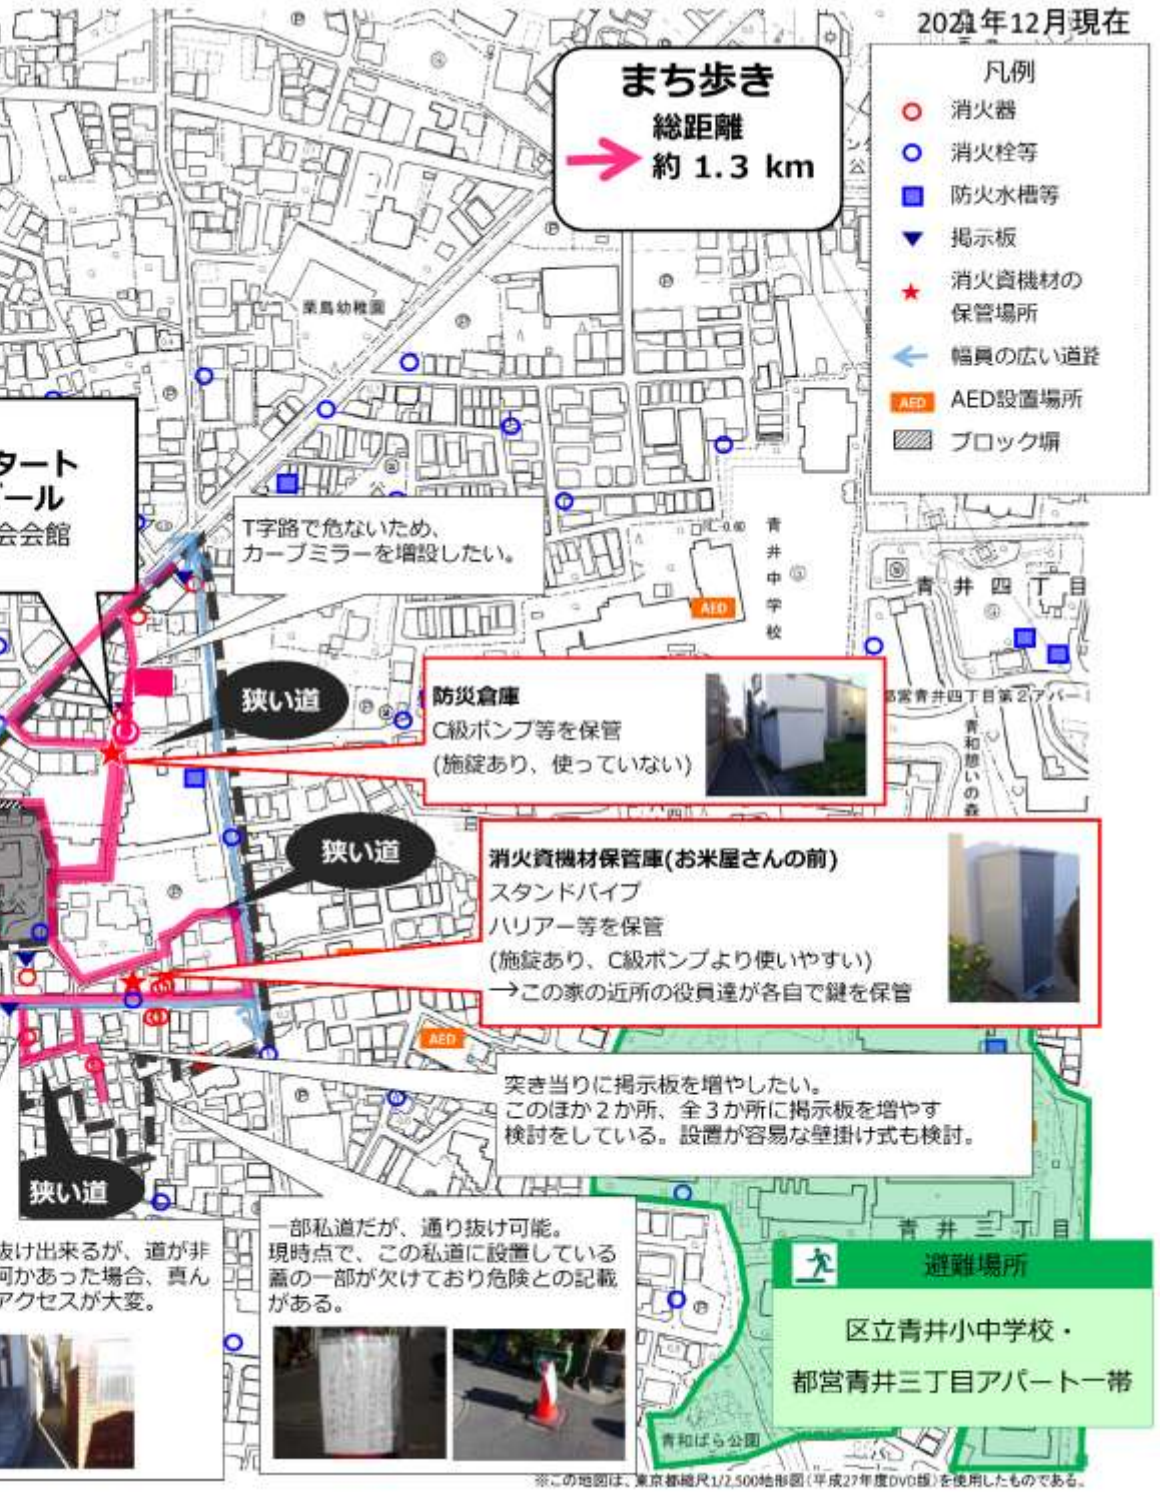 2021年12月現在
まち歩き
総距離
約 1.3 km
凡例
消火器
消火栓等
防火水槽等
掲示板
消火資機材の
保管場所
幅員の広い道路
AED
AED設置場所
ブロック塀
栗島幼稚園
タート
ゴール
会会館
T字路で危ないため、
カーブミラーを増設したい。
青井中学校
AED
青井四丁目
都営青井四丁目第2アパー
青和憩いの森
狭い道
防災倉庫
C級ポンプ等を保管
(施錠あり、使っていない)
狭い道
消火資機材保管庫(お米屋さんの前)
スタンドパイプ
ハリアー等を保管
(施錠あり、C級ポンプより使いやすい)
→この家の近所の役員達が各自で鍵を保管
AED
突き当りに掲示板を増やしたい。
このほか2か所、全3か所に掲示板を増やす
検討をしている。設置が容易な壁掛け式も検討。
狭い道
抜け出来るが、道が非
何かあった場合、真ん
アクセスが大変。
一部私道だが、通り抜け可能。
現時点で、この私道に設置している
蓋の一部が欠けており危険との記載
がある。
青井三丁目
避難場所
区立青井小中学校・
都営青井三丁目アパート一帯
青和ばら公園
※この地図は、東京都縮尺1/2,500地形図(平成27年度DVD版)を使用したものである。